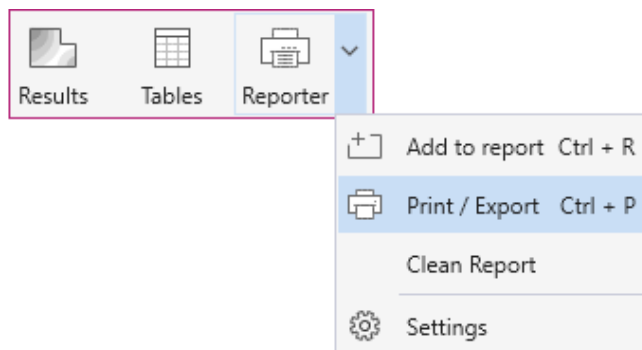 Results Tables Reporter
Add to report Ctrl + R
Print / Export Ctrl + P
Clean Report
Settings